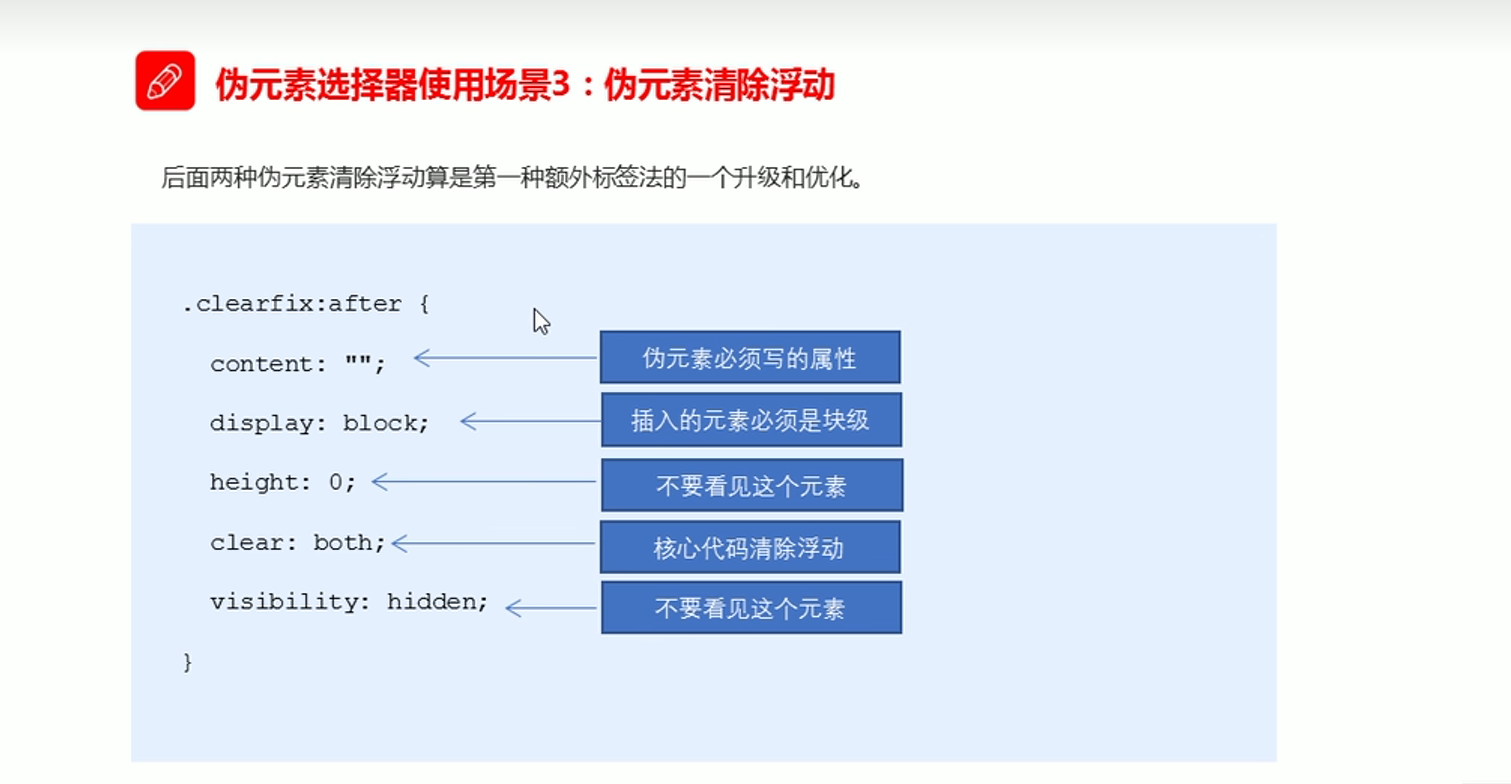 伪元素选择器使用场景3：伪元素清除浮动
后面两种伪元素清除浮动算是第一种额外标签法的一个升级和优化。
.clearfix:after {
content: "";
伪元素必须写的属性
display: block;
插入的元素必须是块级
height: 0;
不要看见这个元素
clear: both;
核心代码清除浮动
visibility: hidden;
不要看见这个元素
}